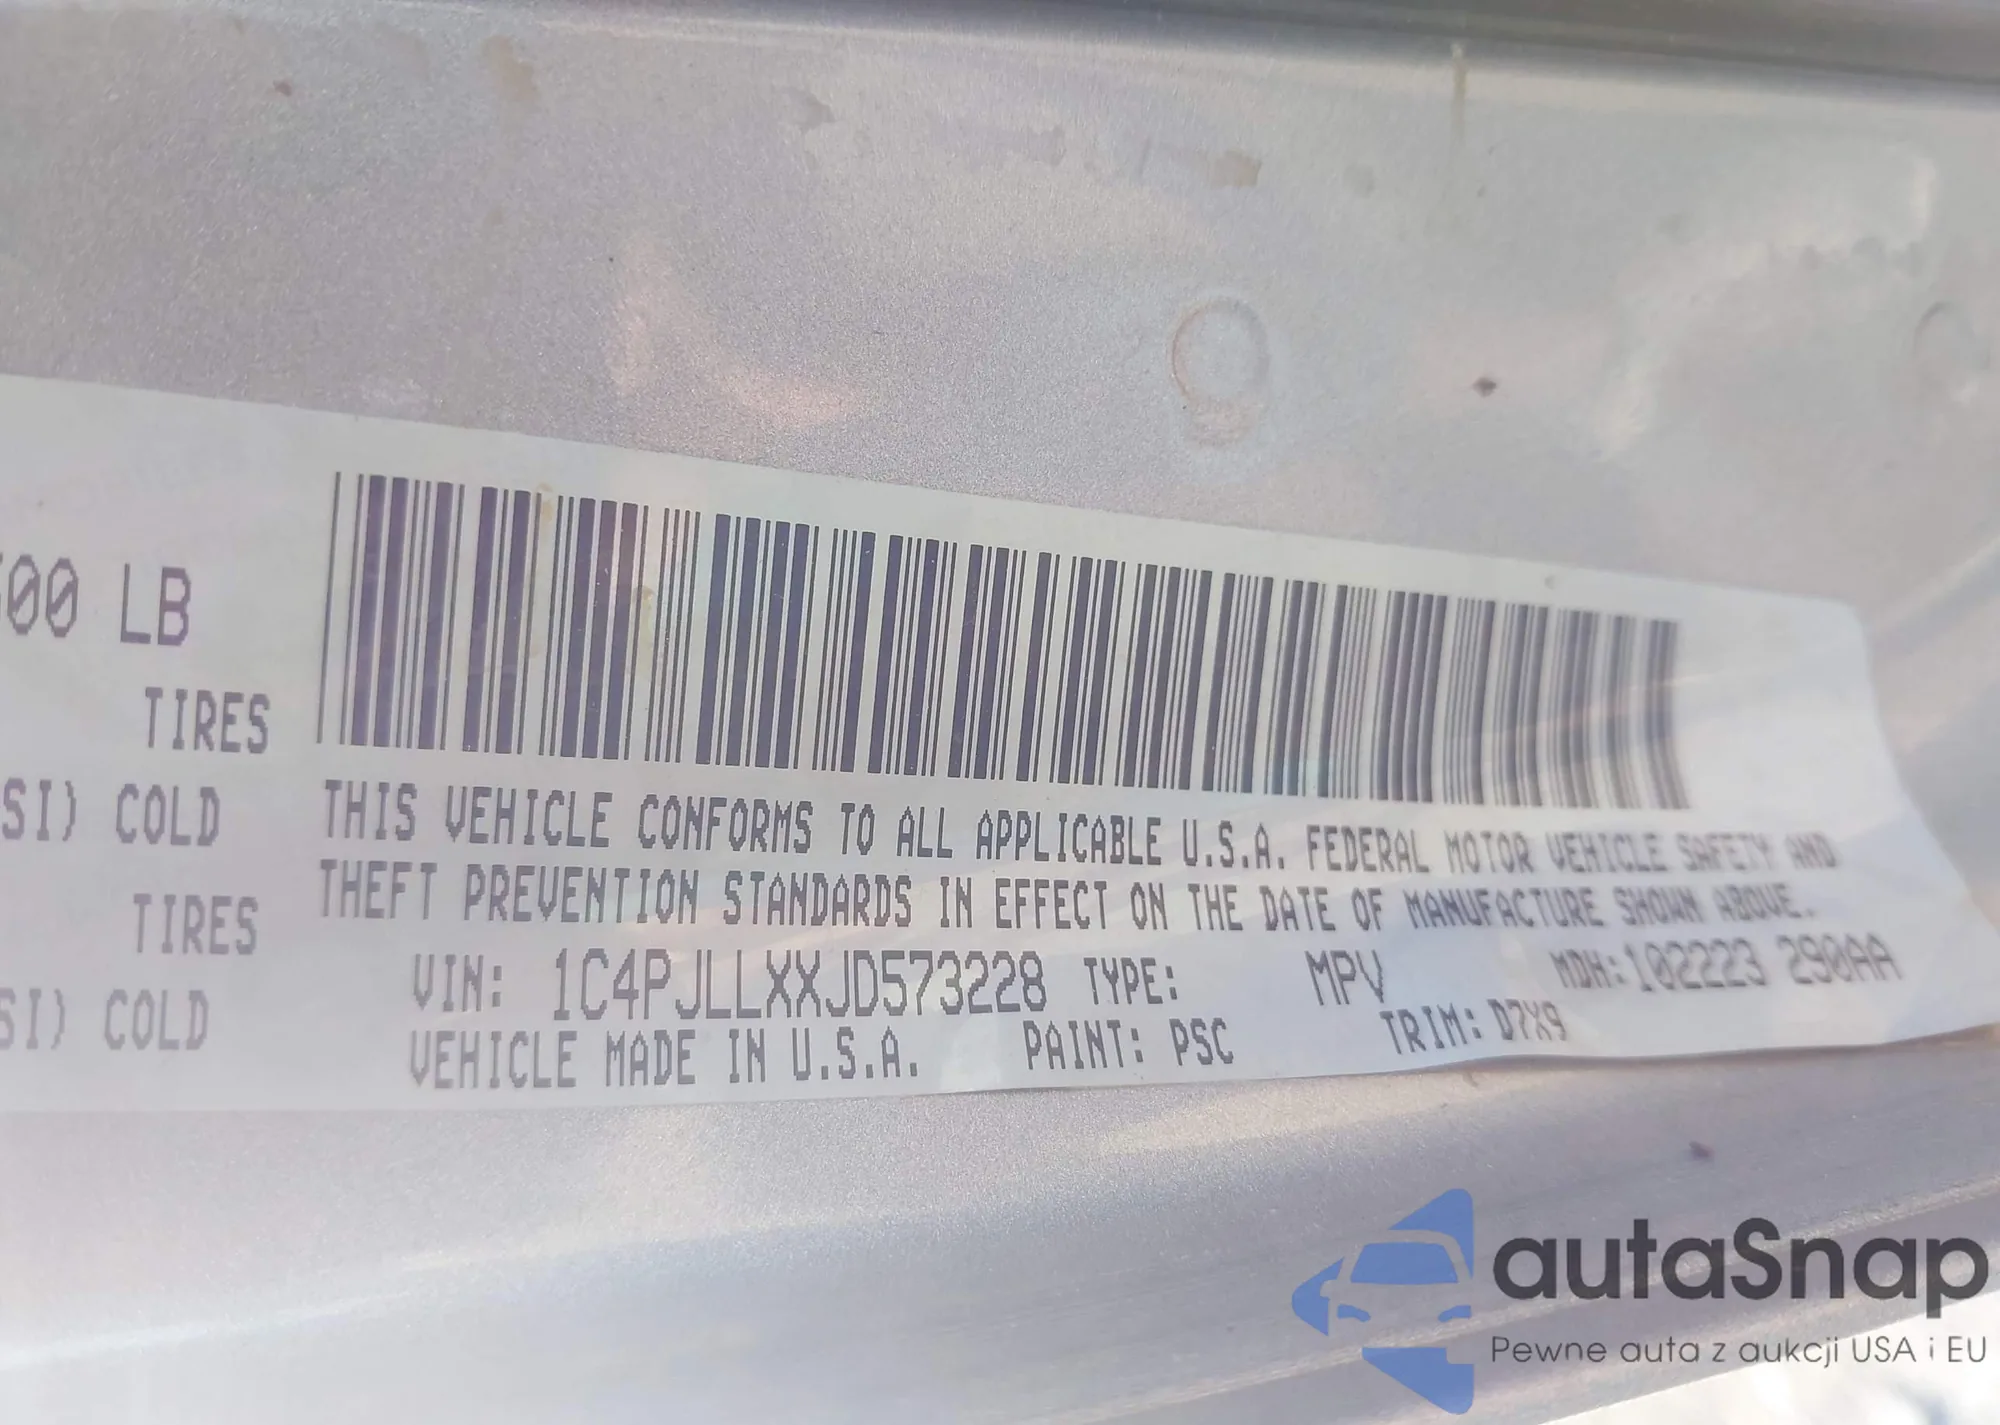 00 LB
TIRES
SI) COLD
TIRES
SI) COLD
THIS VEHICLE CONFORMS TO ALL APPLICABLE U.S.A. FEDERAL MOTOR VEHICLE SAFETY AND
THEFT PREVENTION STANDARDS IN EFFECT ON THE DATE OF MANUFACTURE SHOWN ABOVE.
VIN: 1C4PJLLXXJD573228 TYPE: MPV MDH:102223 290AA
VEHICLE MADE IN U.S.A. PAINT: PSC TRIM: D7X9
autaSnap
Pewne auta z aukcji USA i EU